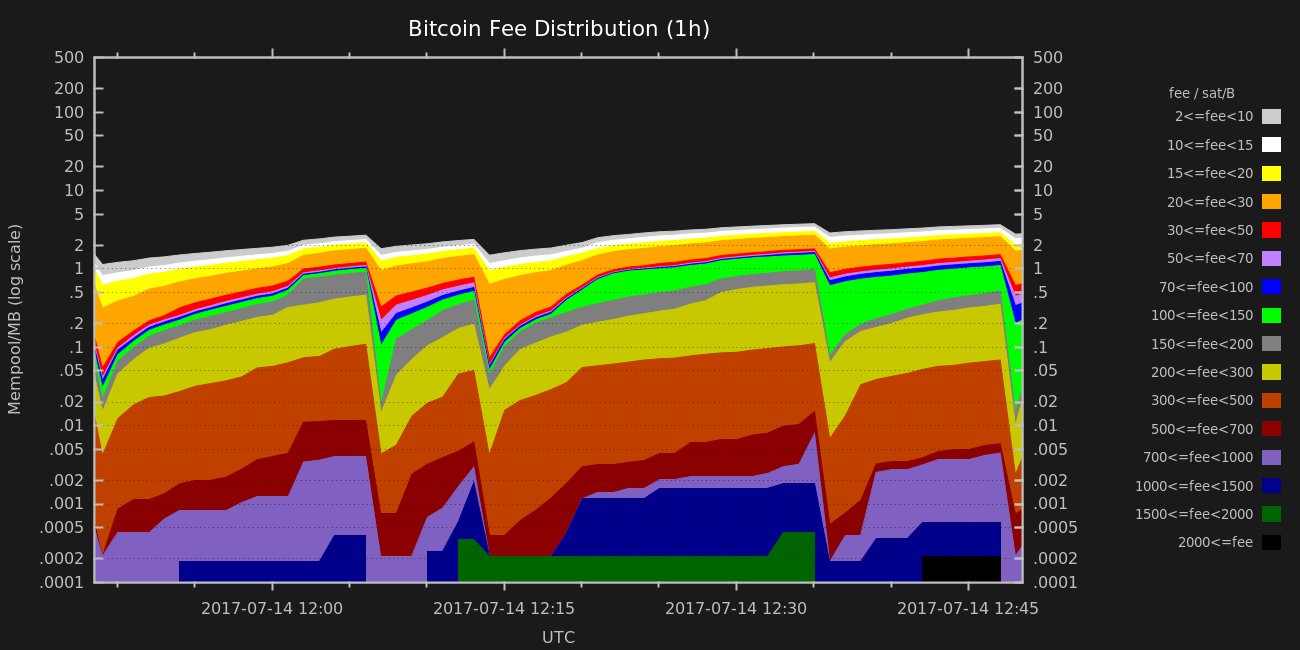 Bitcoin Fee Distribution (1h)
Mempool/MB (log scale)
500
200
100
50
20
10
5
2
1
.5
.2
.1
.05
.02
.01
.005
.002
.001
.0005
.0002
.0001
500
200
100
50
20
10
5
2
1
.5
.2
.1
.05
.02
.01
.005
.002
.001
.0005
.0002
.0001
2017-07-14 12:00
2017-07-14 12:15
2017-07-14 12:30
2017-07-14 12:45
UTC
fee / sat/B
2<=fee<10
10<=fee<15
15<=fee<20
20<=fee<30
30<=fee<50
50<=fee<70
70<=fee<100
100<=fee<150
150<=fee<200
200<=fee<300
300<=fee<500
500<=fee<700
700<=fee<1000
1000<=fee<1500
1500<=fee<2000
2000<=fee